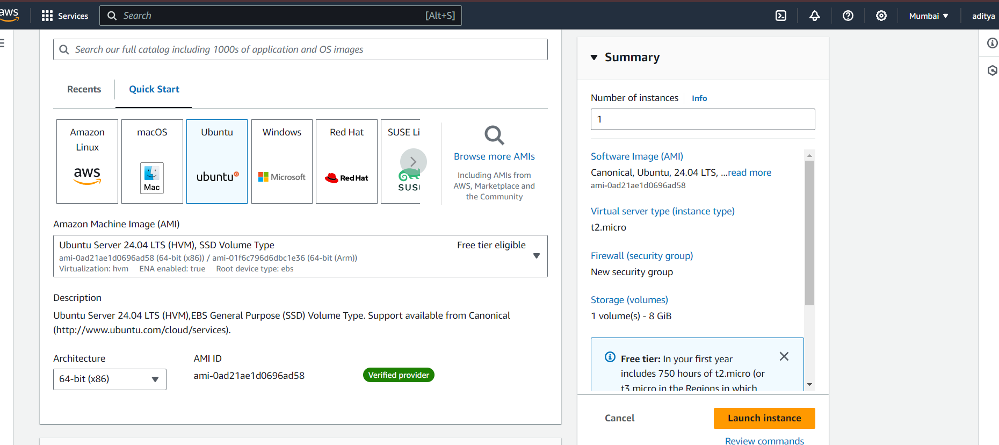 aws
Services
Search
[Alt+S]
Mumbai
aditya
Search our full catalog including 1000s of application and OS images
Recents
Quick Start
Amazon
Linux
aws
macOS
Mac
Ubuntu
ubuntu
Windows
Microsoft
Red Hat
Red Hat
SUSE Li
SUS
Browse more AMIs
Including AMIs from
AWS, Marketplace and
the Community
Amazon Machine Image (AMI)
Ubuntu Server 24.04 LTS (HVM), SSD Volume Type
Free tier eligible
ami-0ad21ae1d0696ad58 (64-bit (x86)) / ami-01f6c796d6dbc1e36 (64-bit (Arm))
Virtualization: hvm ENA enabled: true Root device type: ebs
Description
Ubuntu Server 24.04 LTS (HVM),EBS General Purpose (SSD) Volume Type. Support available from Canonical
(http://www.ubuntu.com/cloud/services).
Architecture
64-bit (x86)
AMI ID
ami-0ad21ae1d0696ad58
Verified provider
Summary
Number of instances
Info
1
Software Image (AMI)
Canonical, Ubuntu, 24.04 LTS, ...read more
ami-0ad21ae1d0696ad58
Virtual server type (instance type)
t2.micro
Firewall (security group)
New security group
Storage (volumes)
1 volume(s) - 8 GiB
Free tier: In your first year
includes 750 hours of t2.micro (or
t3.micro in the Regions in which
Cancel
Launch instance
Review commands